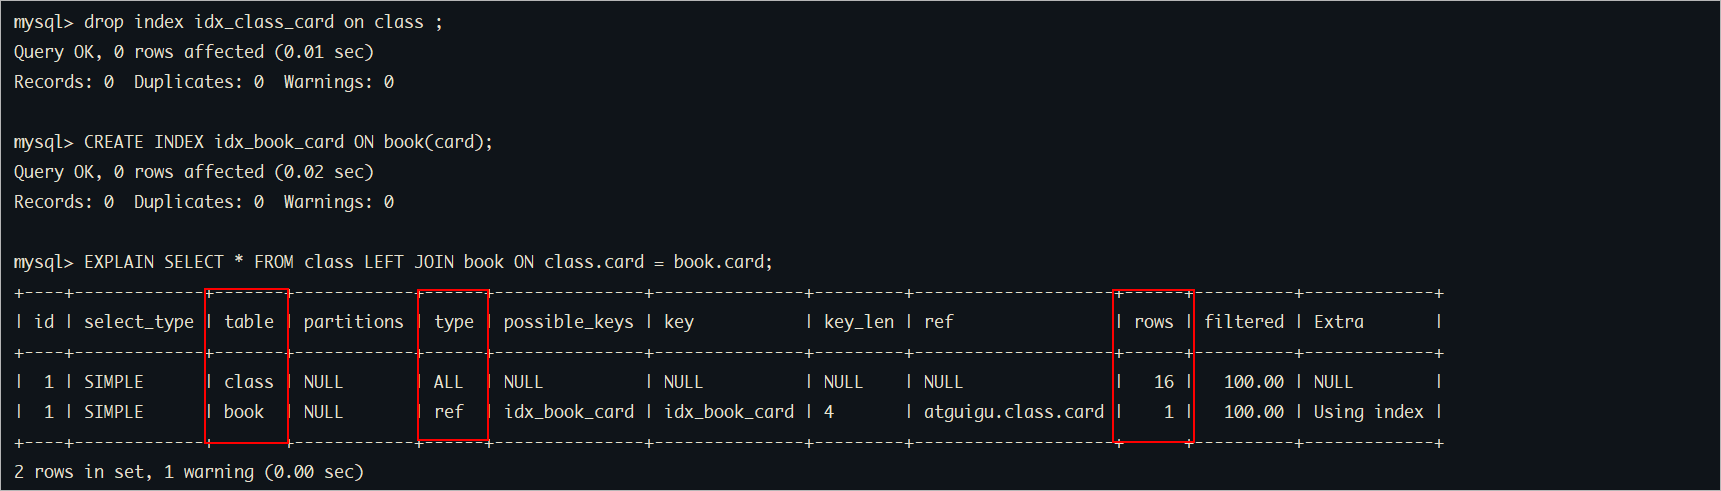 mysql> drop index idx_class_card on class ;
Query OK, 0 rows affected (0.01 sec)
Records: 0  Duplicates: 0  Warnings: 0

mysql> CREATE INDEX idx_book_card ON book(card);
Query OK, 0 rows affected (0.02 sec)
Records: 0  Duplicates: 0  Warnings: 0

mysql> EXPLAIN SELECT * FROM class LEFT JOIN book ON class.card = book.card;
+----+-------------+-------+------------+------+---------------+---------------+---------+--------------------+------+----------+-------------+
| id | select_type | table | partitions | type | possible_keys | key           | key_len | ref                | rows | filtered | Extra       |
+----+-------------+-------+------------+------+---------------+---------------+---------+--------------------+------+----------+-------------+
|  1 | SIMPLE      | class | NULL       | ALL  | NULL          | NULL          | NULL    | NULL               |   16 |   100.00 | NULL        |
|  1 | SIMPLE      | book  | NULL       | ref  | idx_book_card | idx_book_card | 4       | atguigu.class.card |    1 |   100.00 | Using index |
+----+-------------+-------+------------+------+---------------+---------------+---------+--------------------+------+----------+-------------+
2 rows in set, 1 warning (0.00 sec)